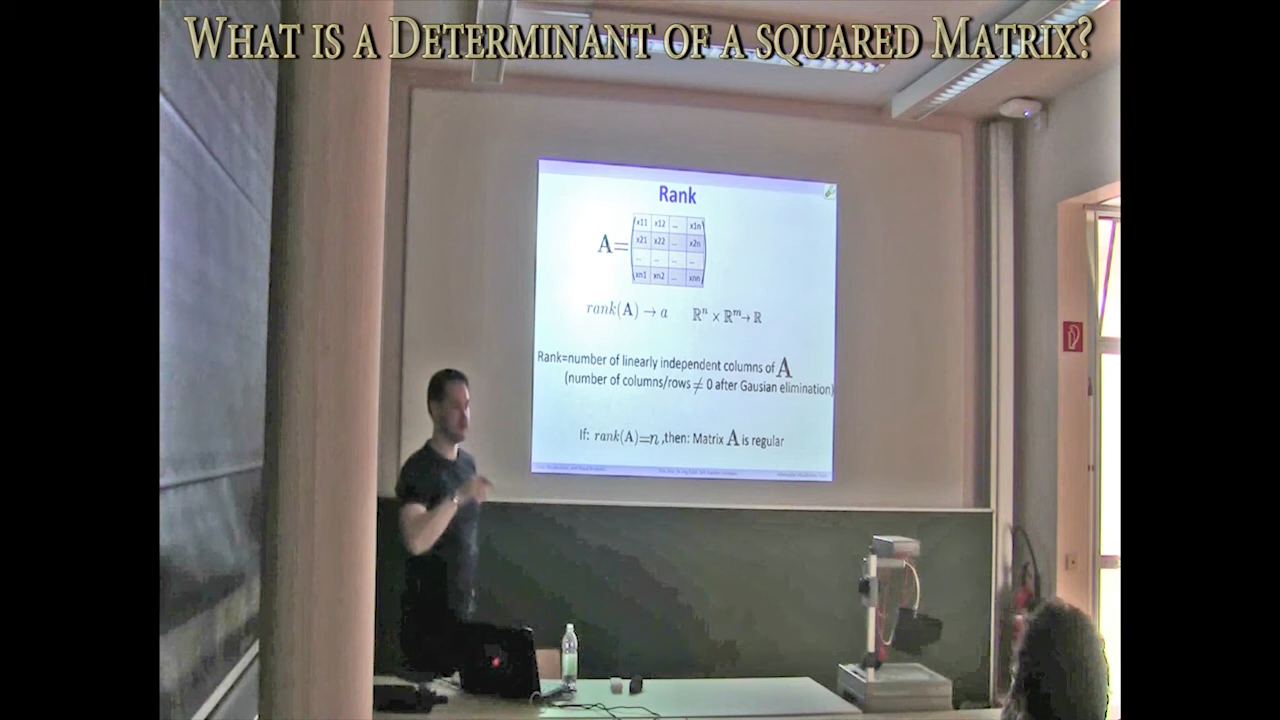 What is a Determinant of a squared Matrix?
Rank
x11 x12 ... x1n
A= x21 x22 ... x2n
... ... ... ...
xn1 xn2 ... xnn
rank(A) → a ℝⁿ × ℝᵐ→ ℝ
Rank=number of linearly independent columns of A
(number of columns/rows ≠ 0 after Gausian elimination)
If: rank(A)=n ,then: Matrix A is regular